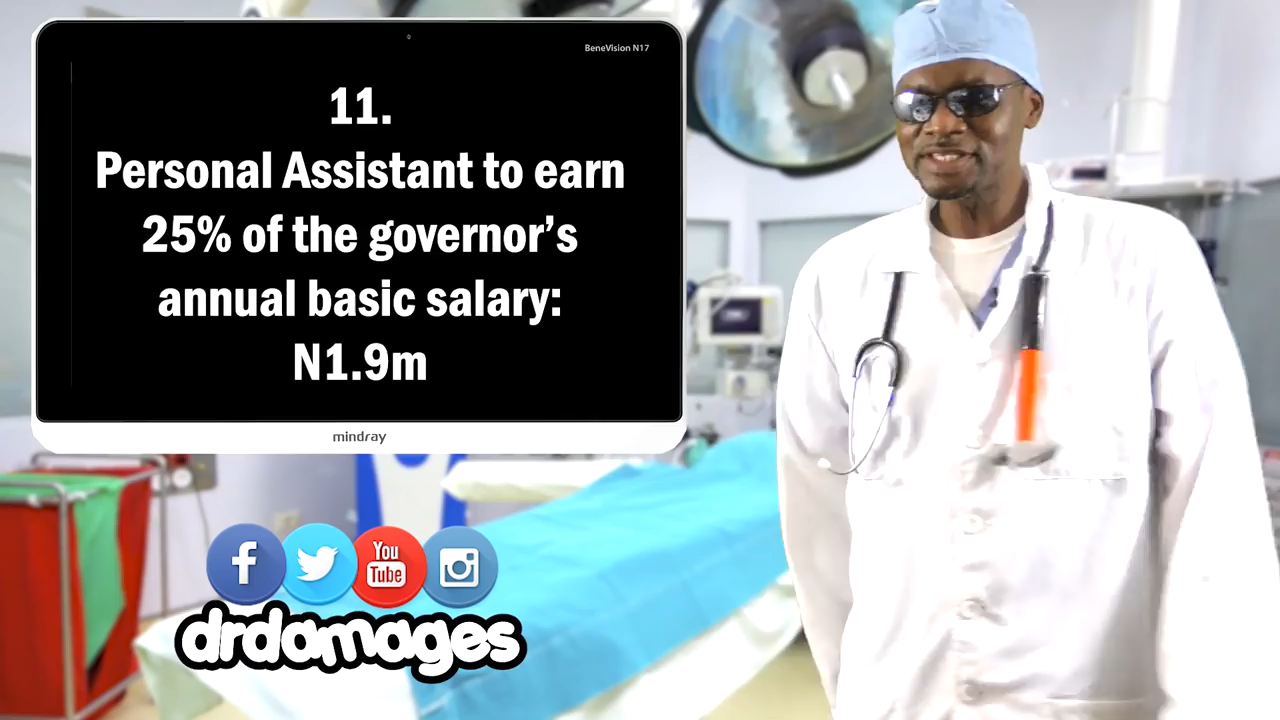 BeneVision N17
11.
Personal Assistant to earn
25% of the governor's
annual basic salary:
N1.9m
mindray
f
You
Tube
drdamages